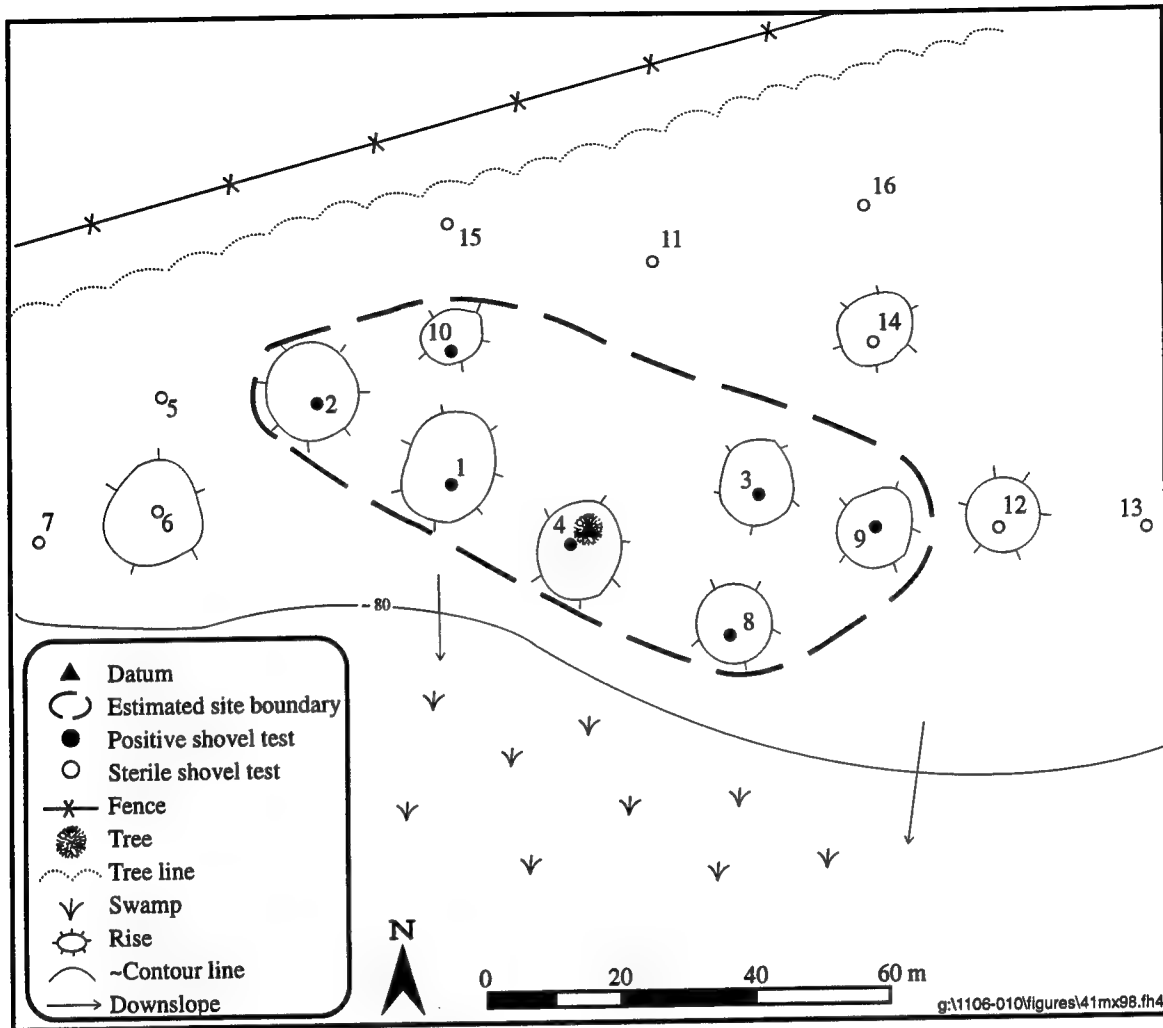 16
15
11
14
10
2
5
1
3
6
4
9
12
13
7
8
~80
Datum
Estimated site boundary
Positive shovel test
Sterile shovel test
Fence
Tree
Tree line
Swamp
Rise
~Contour line
Downslope
N
0 20 40 60 m
g:\1106-010\figures\41mx98.fh4